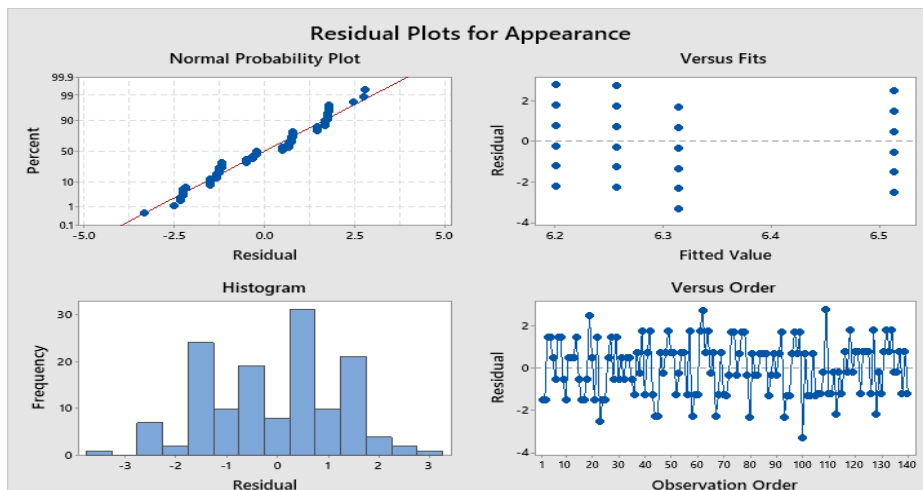 Residual Plots for Appearance
Normal Probability Plot
99.9
99
90
50
10
1
0.1
Percent
-5.0 -2.5 0.0 2.5 5.0
Residual
Versus Fits
2
0
-2
-4
Residual
6.2 6.3 6.4 6.5
Fitted Value
Histogram
30
20
10
0
Frequency
-3 -2 -1 0 1 2 3
Residual
Versus Order
2
0
-2
-4
Residual
1 10 20 30 40 50 60 70 80 90 100 110 120 130 140
Observation Order